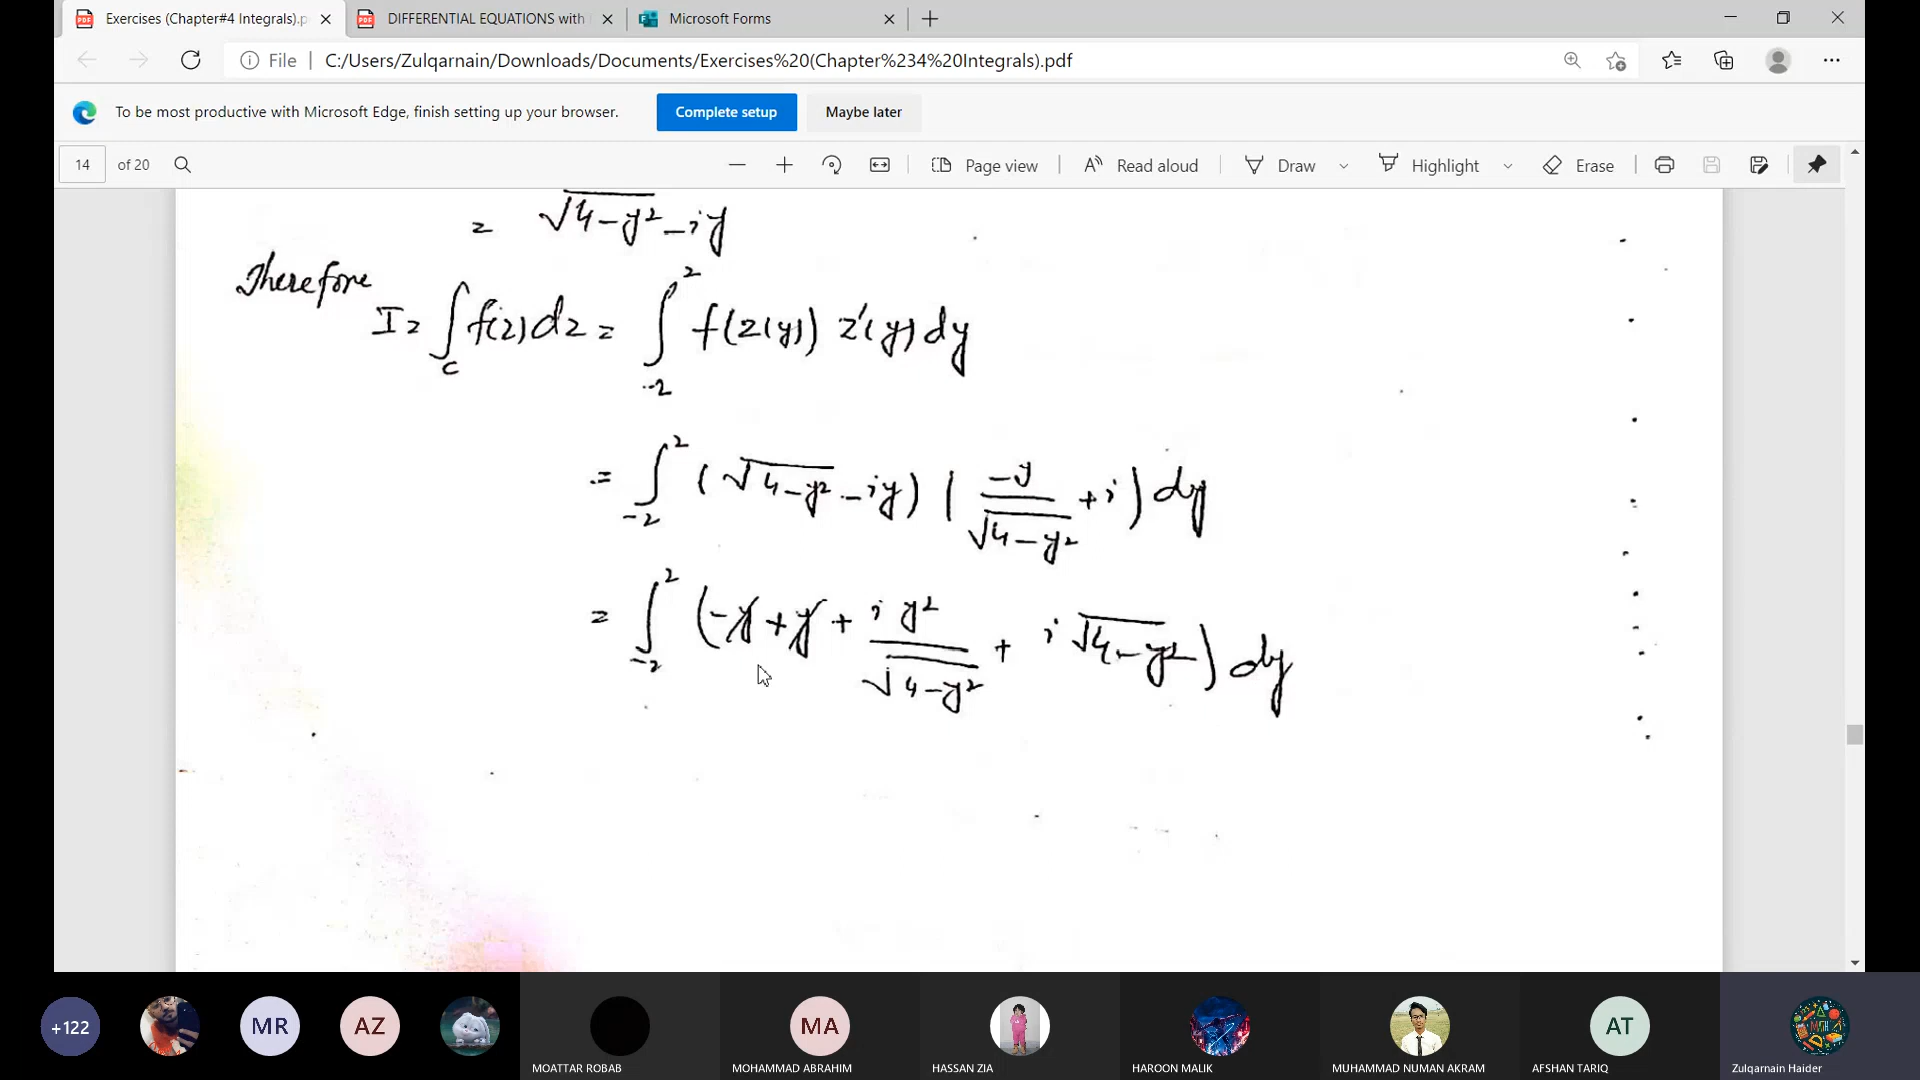 Exercises (Chapter#4 Integrals).p
DIFFERENTIAL EQUATIONS with
Microsoft Forms
File | C:/Users/Zulqarnain/Downloads/Documents/Exercises%20(Chapter%234%20Integrals).pdf
To be most productive with Microsoft Edge, finish setting up your browser.
Complete setup
Maybe later
14 of 20
Page view
Read aloud
Draw
Highlight
Erase
= √(4-y²) - iy
Therefore
I = ∫_C f(z)dz = ∫_{-2}^{2} f(z(y)) z'(y) dy
= ∫_{-2}^{2} (√(4-y²) - iy) (-y/√(4-y²) + i) dy
= ∫_{-2}^{2} (-y + y + i y²/√(4-y²) + i √(4-y²)) dy
+122
MR
AZ
MA
AT
MOATTAR ROBAB
MOHAMMAD ABRAHIM
HASSAN ZIA
HAROON MALIK
MUHAMMAD NUMAN AKRAM
AFSHAN TARIQ
Zulqarnain Haider